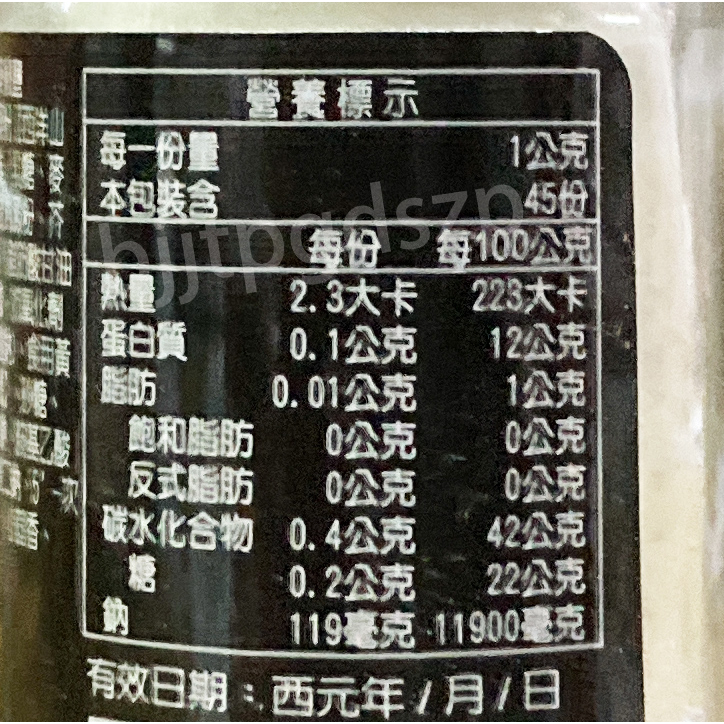 營養標示
每一份量 1公克
本包裝含 45份
每份 每100公克
熱量 2.3大卡 223大卡
蛋白質 0.1公克 12公克
脂肪 0.01公克 1公克
飽和脂肪 0公克 0公克
反式脂肪 0公克 0公克
碳水化合物 0.4公克 42公克
糖 0.2公克 22公克
鈉 119毫克 11900毫克
有效日期：西元年/月/日